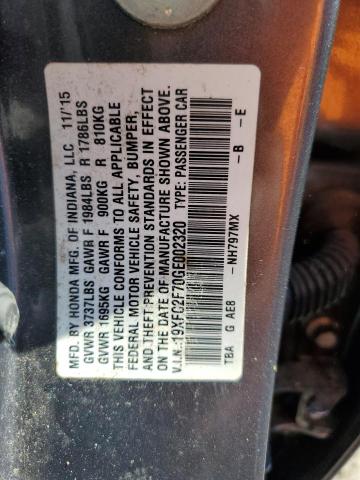 MFD. BY HONDA MFG. OF INDIANA, LLC 11/15
GVWR 3737LBS GAWR F 1984LBS R 1786LBS
GVWR 1695KG GAWR F 900KG R 810KG
THIS VEHICLE CONFORMS TO ALL APPLICABLE
FEDERAL MOTOR VEHICLE SAFETY, BUMPER,
AND THEFT PREVENTION STANDARDS IN EFFECT
ON THE DATE OF MANUFACTURE SHOWN ABOVE.
V.I.N.: 19XFC2F70GE002320 TYPE: PASSENGER CAR
TBA G AE8 -NH797MX -B -E